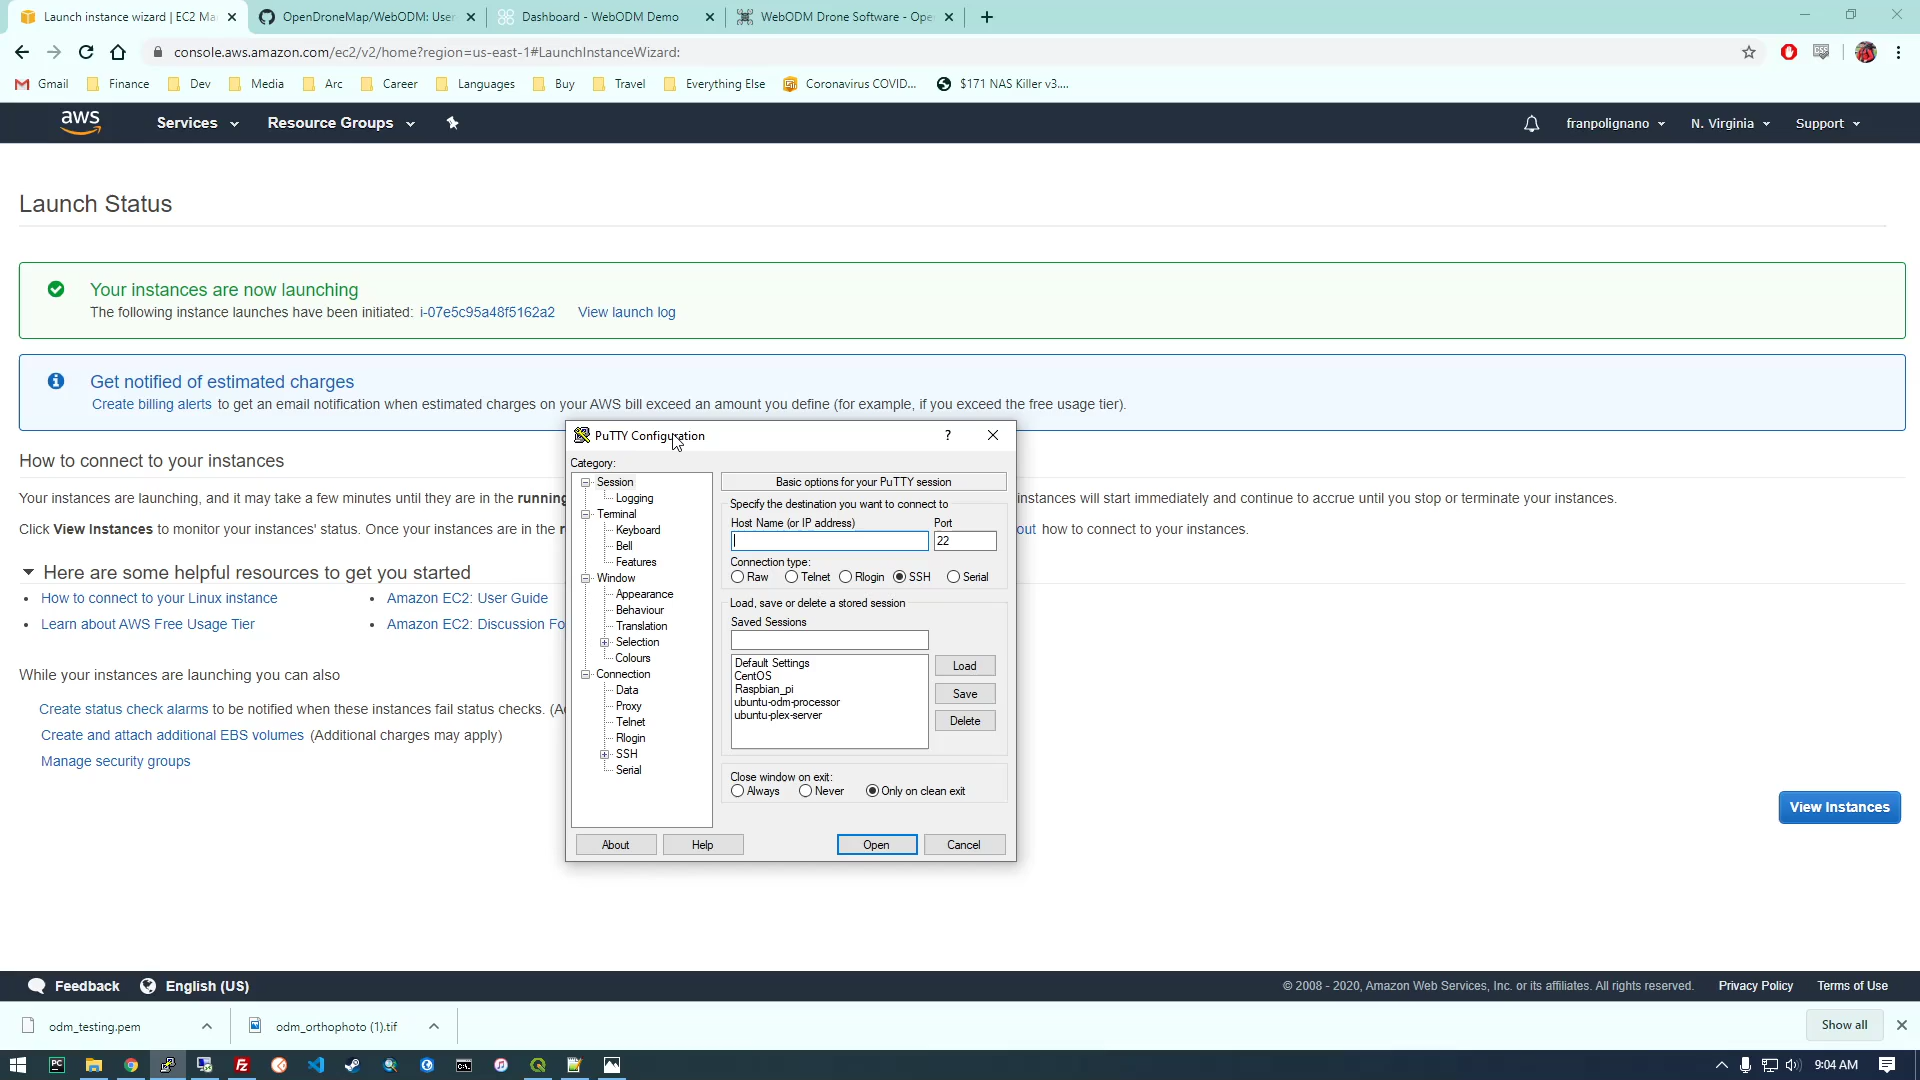 Launch instance wizard | EC2 Ma
OpenDroneMap/WebODM: User
Dashboard - WebODM Demo
WebODM Drone Software - Ope
console.aws.amazon.com/ec2/v2/home?region=us-east-1#LaunchInstanceWizard:
Gmail
Finance
Dev
Media
Arc
Career
Languages
Buy
Travel
Everything Else
Coronavirus COVID...
$171 NAS Killer v3....
aws
Services
Resource Groups
franpolignano
N. Virginia
Support
Launch Status
Your instances are now launching
The following instance launches have been initiated: i-07e5c95a48f5162a2 View launch log
Get notified of estimated charges
Create billing alerts to get an email notification when estimated charges on your AWS bill exceed an amount you define (for example, if you exceed the free usage tier).
How to connect to your instances
Your instances are launching, and it may take a few minutes until they are in the running
instances will start immediately and continue to accrue until you stop or terminate your instances.
Click View Instances to monitor your instances' status. Once your instances are in the r
out how to connect to your instances.
Here are some helpful resources to get you started
How to connect to your Linux instance
Amazon EC2: User Guide
Learn about AWS Free Usage Tier
Amazon EC2: Discussion Fo
While your instances are launching you can also
Create status check alarms to be notified when these instances fail status checks. (A
Create and attach additional EBS volumes (Additional charges may apply)
Manage security groups
View Instances
PuTTY Configuration
?
Category:
Session
Logging
Terminal
Keyboard
Bell
Features
Window
Appearance
Behaviour
Translation
Selection
Colours
Connection
Data
Proxy
Telnet
Rlogin
SSH
Serial
Basic options for your PuTTY session
Specify the destination you want to connect to
Host Name (or IP address)
Port
22
Connection type:
Raw
Telnet
Rlogin
SSH
Serial
Load, save or delete a stored session
Saved Sessions
Default Settings
CentOS
Raspbian_pi
ubuntu-odm-processor
ubuntu-plex-server
Load
Save
Delete
Close window on exit:
Always
Never
Only on clean exit
About
Help
Open
Cancel
Feedback
English (US)
© 2008 - 2020, Amazon Web Services, Inc. or its affiliates. All rights reserved.
Privacy Policy
Terms of Use
odm_testing.pem
odm_orthophoto (1).tif
Show all
9:04 AM